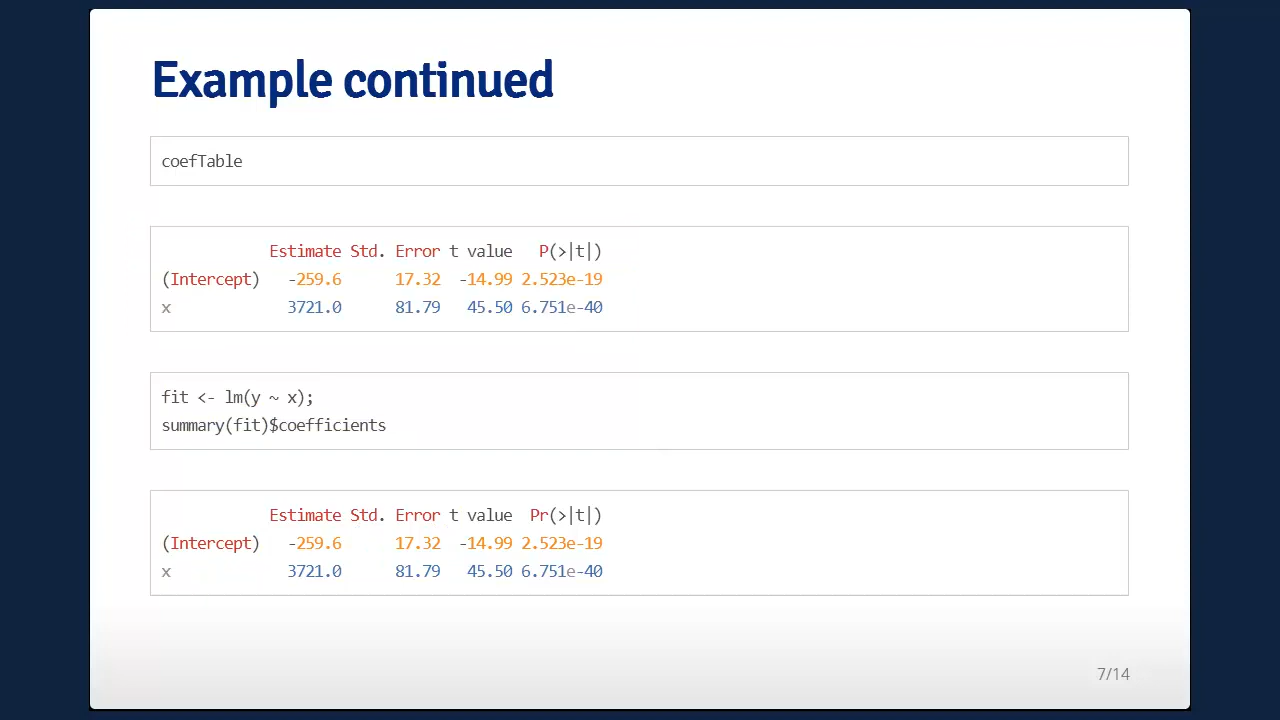 Example continued
coefTable
Estimate Std. Error t value P(>|t|)
(Intercept) -259.6 17.32 -14.99 2.523e-19
x 3721.0 81.79 45.50 6.751e-40
fit <- lm(y ~ x);
summary(fit)$coefficients
Estimate Std. Error t value Pr(>|t|)
(Intercept) -259.6 17.32 -14.99 2.523e-19
x 3721.0 81.79 45.50 6.751e-40
7/14